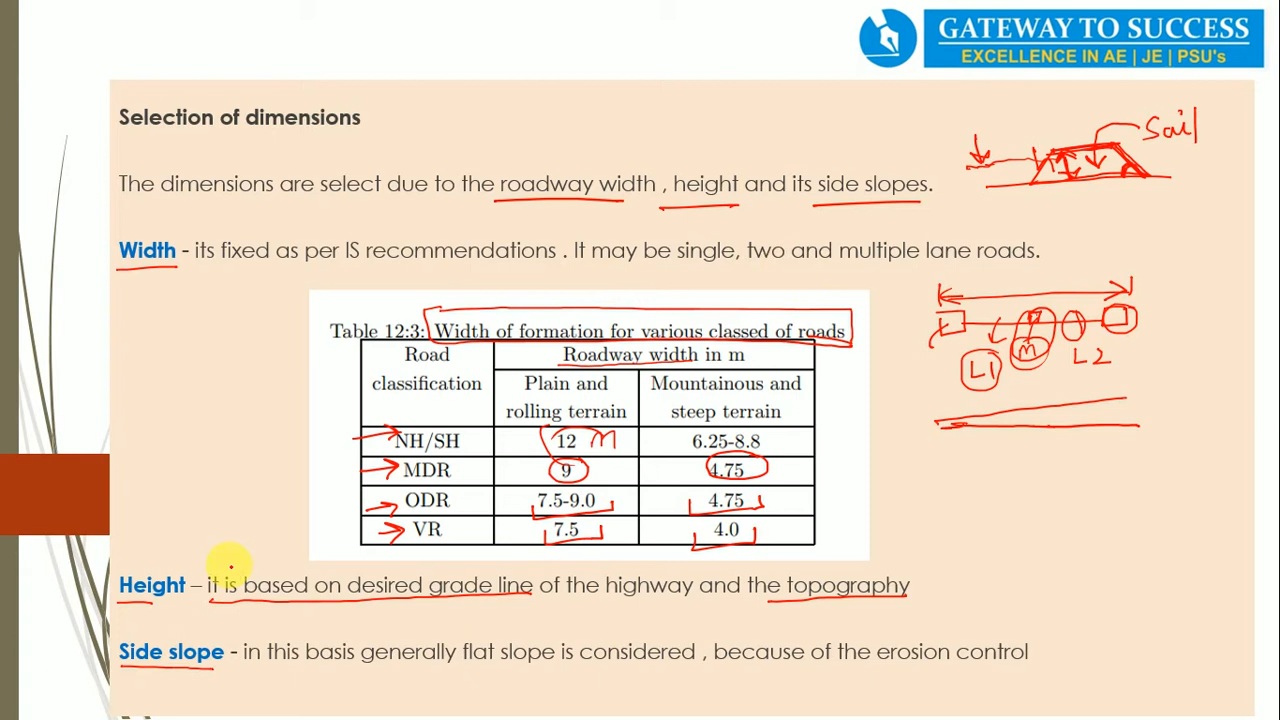 GATEWAY TO SUCCESS
EXCELLENCE IN AE | JE | PSU's
Selection of dimensions
Soil
The dimensions are select due to the roadway width , height and its side slopes.
Width - its fixed as per IS recommendations . It may be single, two and multiple lane roads.
Table 12:3: Width of formation for various classed of roads
Road classification
Roadway width in m
Plain and rolling terrain
Mountainous and steep terrain
NH/SH 12 m 6.25-8.8
MDR 9 4.75
ODR 7.5-9.0 4.75
VR 7.5 4.0
L1 m L2
Height – it is based on desired grade line of the highway and the topography
Side slope - in this basis generally flat slope is considered , because of the erosion control